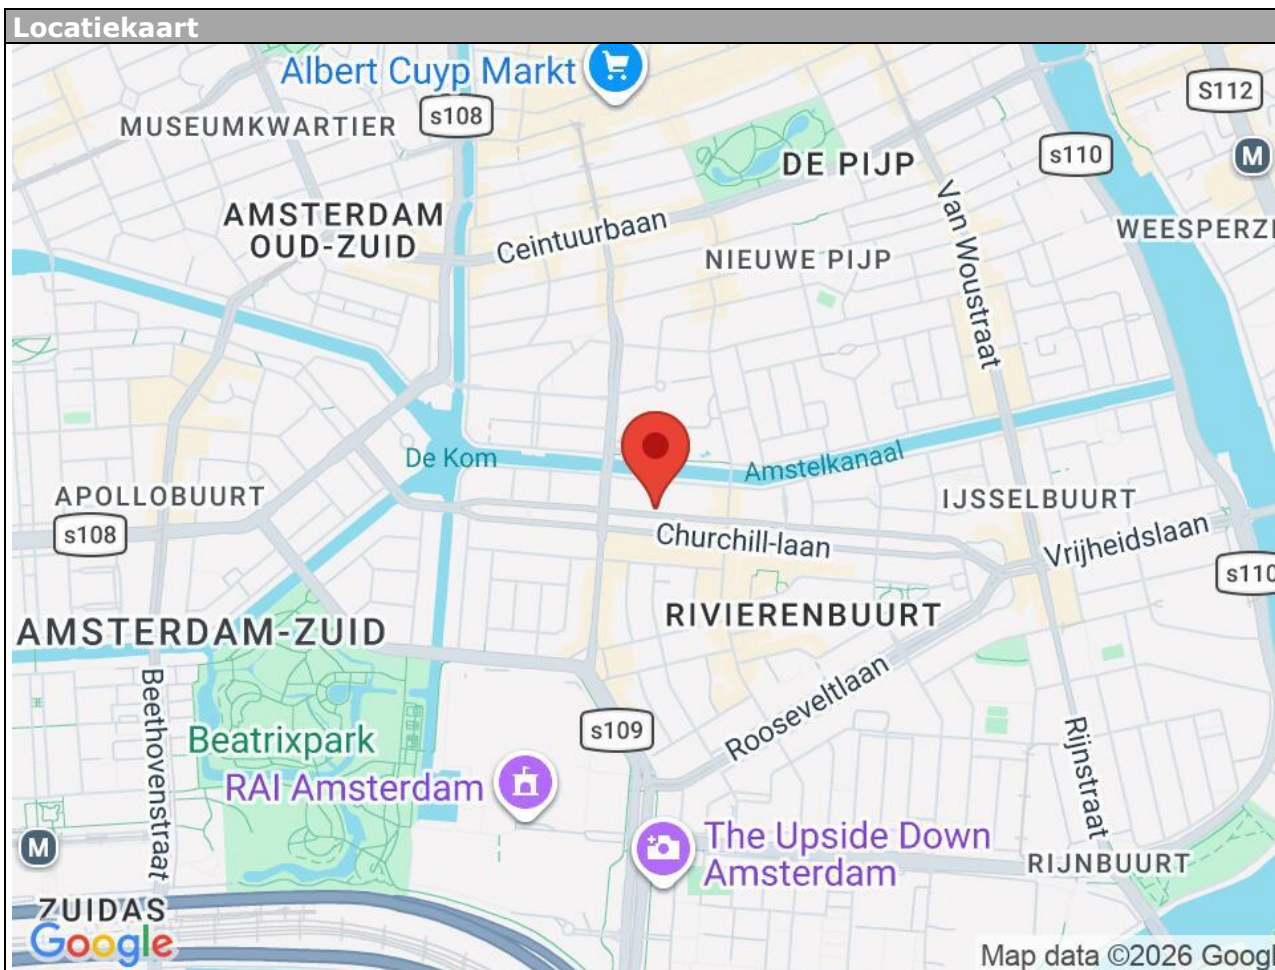 Locatiekaart
Albert Cuyp Markt
s108
S112
MUSEUMKWARTIER
s110
M
DE PIJP
AMSTERDAM
OUD-ZUID
Ceintuurbaan
Van Woustraat
WEESPERZI
NIEUWE PIJP
De Kom
Amstelkanaal
APOLLOBUURT
IJSSELBUURT
s108
Churchill-laan
Vrijheidslaan
s110
RIVIERENBUURT
AMSTERDAM-ZUID
Beethovenstraat
Rooseveltlaan
s109
Rijnstraat
Beatrixpark
RAI Amsterdam
The Upside Down
Amsterdam
M
RIJNBUURT
ZUIDAS
Google
Map data ©2026 Googl